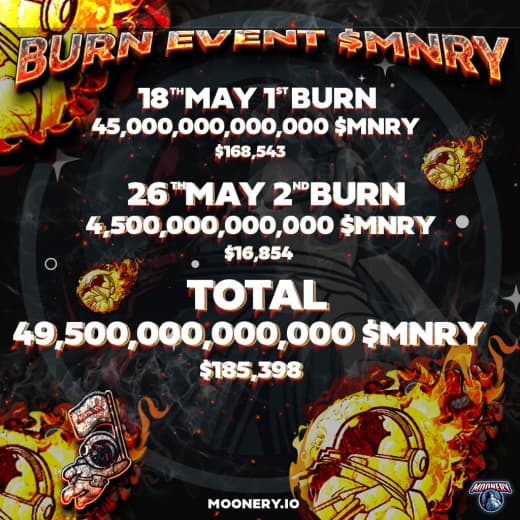 BURN EVENT $MNRY
18TH MAY 1ST BURN
45,000,000,000,000 $MNRY
$168,543
26TH MAY 2ND BURN
4,500,000,000,000 $MNRY
$16,854
TOTAL
49,500,000,000,000 $MNRY
$185,398
MOONERY
MOONERY.IO
MOONERY